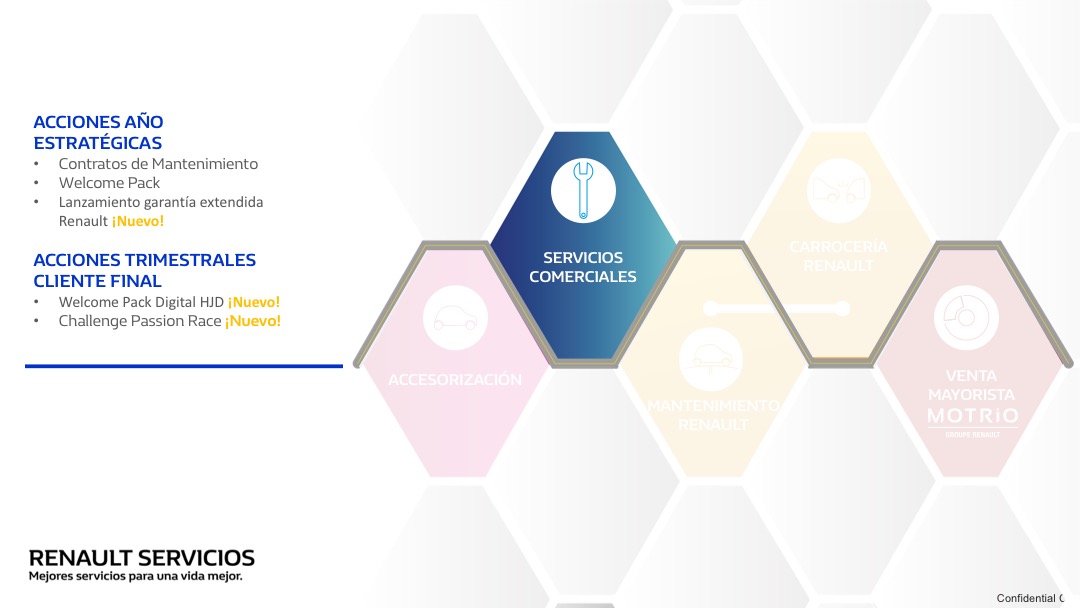 ACCIONES AÑO
ESTRATÉGICAS
• Contratos de Mantenimiento
• Welcome Pack
• Lanzamiento garantía extendida
Renault ¡Nuevo!
ACCIONES TRIMESTRALES
CLIENTE FINAL
• Welcome Pack Digital HJD ¡Nuevo!
• Challenge Passion Race ¡Nuevo!
SERVICIOS
COMERCIALES
CARROCERÍA
RENAULT
ACCESORIZACIÓN
MANTENIMIENTO
RENAULT
VENTA
MAYORISTA
MOTRiO
GROUPE RENAULT
RENAULT SERVICIOS
Mejores servicios para una vida mejor.
Confidential